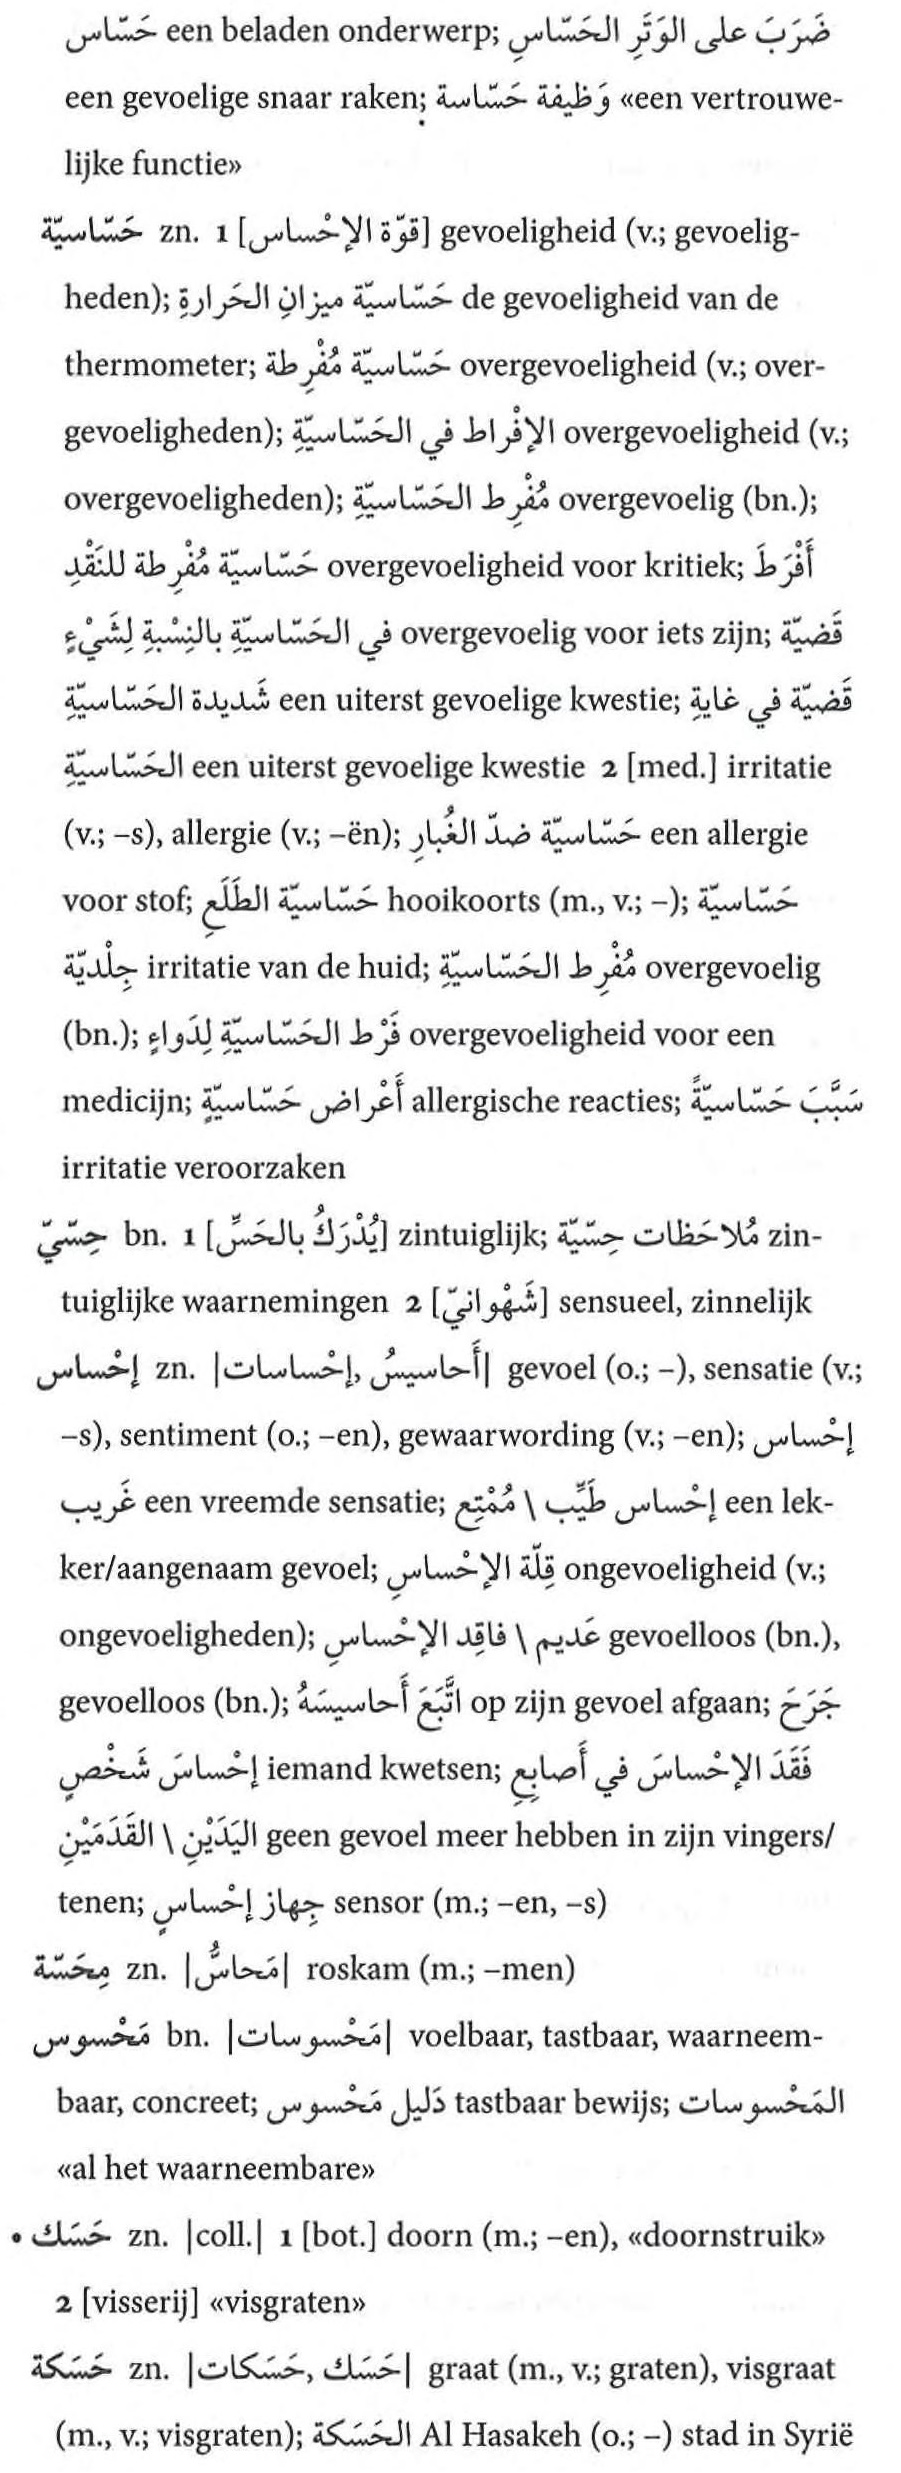 حَسّاس een beladen onderwerp; ضَرَبَ على الوَتَرِ الحَسّاسِ
een gevoelige snaar raken; وَظيفة حَسّاسة «een vertrouwe-
lijke functie»
حَسّاسيّة zn. 1 [قوّة الإحْساس] gevoeligheid (v.; gevoelig-
heden); حَسّاسيّة ميزانِ الحَرارةِ de gevoeligheid van de
thermometer; حَسّاسيّة مُفْرِطة overgevoeligheid (v.; over-
gevoeligheden); الإفْراط في الحَسّاسيّةِ overgevoeligheid (v.;
overgevoeligheden); مُفْرِط الحَسّاسيّةِ overgevoelig (bn.);
حَسّاسيّة مُفْرِطة للنَقْدِ overgevoeligheid voor kritiek; أَفْرَطَ
في الحَسّاسيّةِ بالنِسْبةِ لِشَيْءٍ overgevoelig voor iets zijn; قَضيّة
شَديدة الحَسّاسيّةِ een uiterst gevoelige kwestie; قَضيّة في غايةِ
الحَسّاسيّةِ een uiterst gevoelige kwestie 2 [med.] irritatie
(v.; –s), allergie (v.; –ën); حَسّاسيّة ضدّ الغُبارِ een allergie
voor stof; حَسّاسيّة الطَلَعِ hooikoorts (m., v.; –); حَسّاسيّة
جِلْديّة irritatie van de huid; مُفْرِط الحَسّاسيّةِ overgevoelig
(bn.); فَرْط الحَسّاسيّةِ لِدَواءٍ overgevoeligheid voor een
medicijn; أَعْراض حَسّاسيّةٍ allergische reacties; سَبَّبَ حَسّاسيّةً
irritatie veroorzaken
حِسّيّ bn. 1 [يُدْرَكُ بالحَسِّ] zintuiglijk; مُلاحَظات حِسّيّة zin-
tuiglijke waarnemingen 2 [شَهْوانيّ] sensueel, zinnelijk
إحْساس zn. |أَحاسيسُ, إحْساسات| gevoel (o.; –), sensatie (v.;
–s), sentiment (o.; –en), gewaarwording (v.; –en); إحْساس
غَريب een vreemde sensatie; إحْساس طَيِّب \ مُمْتِع een lek-
ker/aangenaam gevoel; قِلّة الإحْساسِ ongevoeligheid (v.;
ongevoeligheden); عَديم \ فاقِد الإحْساسِ gevoelloos (bn.),
gevoelloos (bn.); اتَّبَعَ أَحاسيسَهُ op zijn gevoel afgaan; جَرَحَ
إحْساسَ شَخْصٍ iemand kwetsen; فَقَدَ الإحْساسَ في أَصابِعِ
اليَدَيْنِ \ القَدَمَيْنِ geen gevoel meer hebben in zijn vingers/
tenen; جِهاز إحْساسٍ sensor (m.; –en, –s)
مِحَسّة zn. |مَحاسُّ| roskam (m.; –men)
مَحْسوس bn. |مَحْسوسات| voelbaar, tastbaar, waarneem-
baar, concreet; دَليل مَحْسوس tastbaar bewijs; المَحْسوسات
«al het waarneembare»
• حَسَك zn. |coll.| 1 [bot.] doorn (m.; –en), «doornstruik»
2 [visserij] «visgraten»
حَسَكة zn. |حَسَك, حَسَكات| graat (m., v.; graten), visgraat
(m., v.; visgraten); الحَسَكة Al Hasakeh (o.; –) stad in Syrië